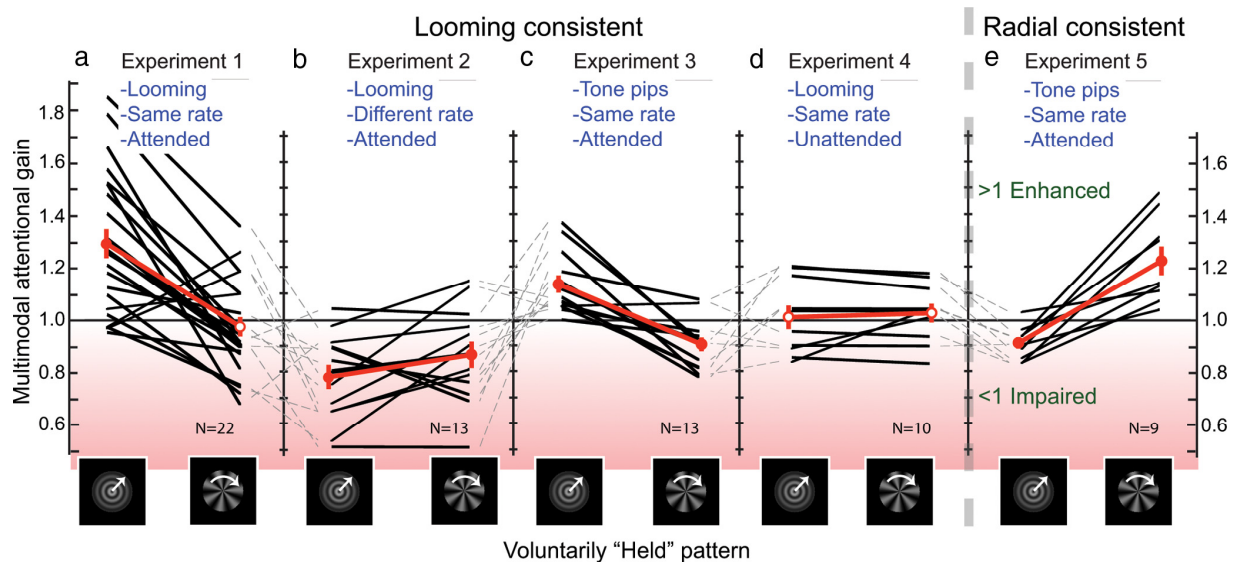 Looming consistent
Radial consistent
a
Experiment 1
-Looming
-Same rate
-Attended
b
Experiment 2
-Looming
-Different rate
-Attended
c
Experiment 3
-Tone pips
-Same rate
-Attended
d
Experiment 4
-Looming
-Same rate
-Unattended
e
Experiment 5
-Tone pips
-Same rate
-Attended
Multimodal attentional gain
1.8
1.6
1.4
1.2
1.0
0.8
0.6
>1 Enhanced
<1 Impaired
1.6
1.4
1.2
1.0
0.8
0.6
N=22
N=13
N=13
N=10
N=9
Voluntarily “Held” pattern